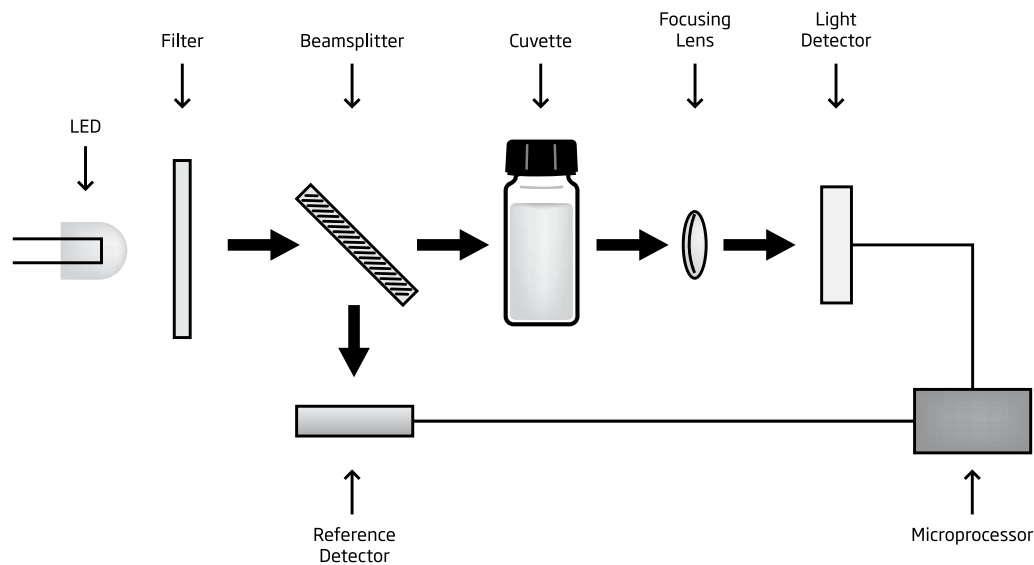 Filter
Beamsplitter
Cuvette
Focusing
Lens
Light
Detector
LED
Reference
Detector
Microprocessor